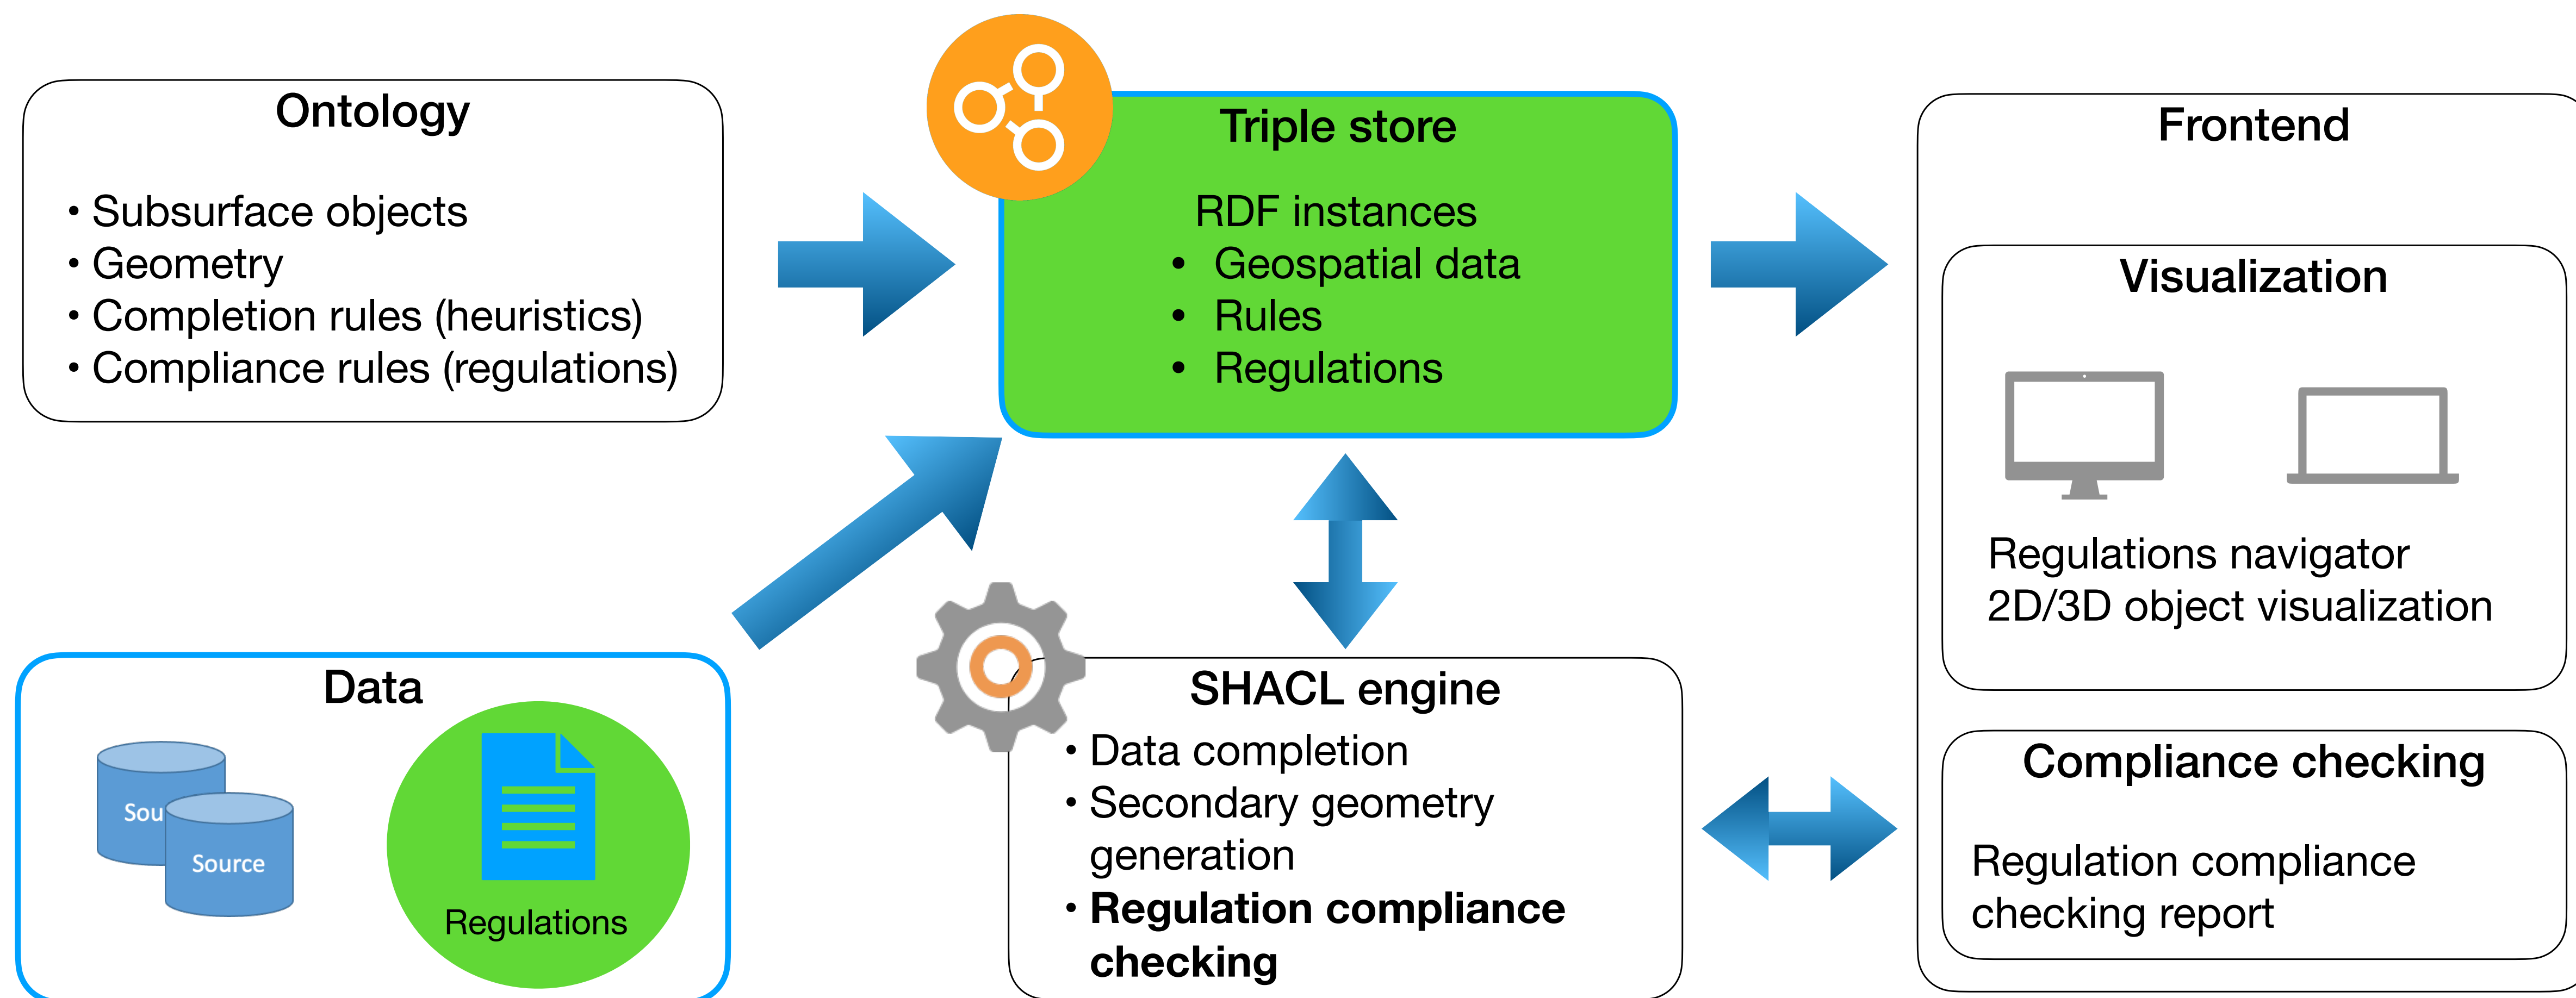 Ontology
• Subsurface objects
• Geometry
• Completion rules (heuristics)
• Compliance rules (regulations)
Triple store
RDF instances
• Geospatial data
• Rules
• Regulations
Frontend
Visualization
Regulations navigator
2D/3D object visualization
Data
Sou
Source
Regulations
SHACL engine
• Data completion
• Secondary geometry
generation
• Regulation compliance
checking
Compliance checking
Regulation compliance
checking report